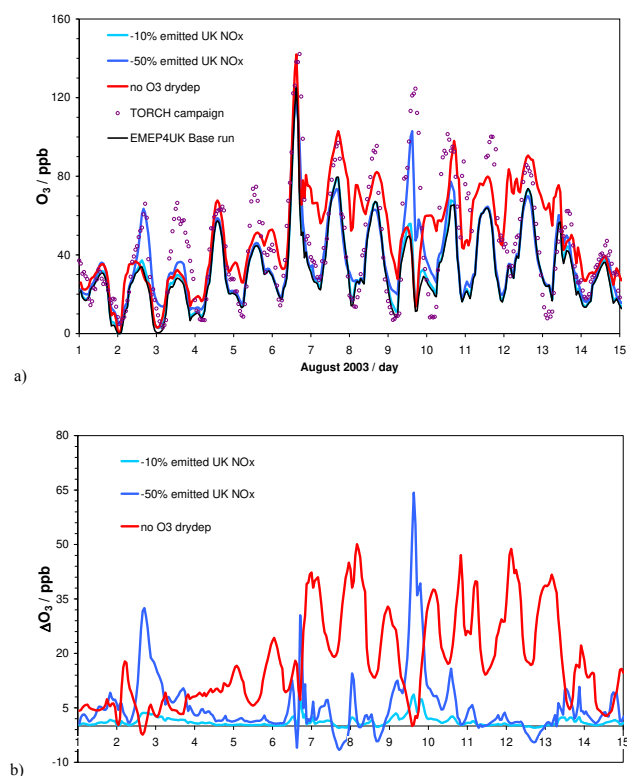 160
120
80
40
0
O3 / ppb
-10% emitted UK NOx
-50% emitted UK NOx
no O3 drydep
TORCH campaign
EMEP4UK Base run
1 2 3 4 5 6 7 8 9 10 11 12 13 14 15
August 2003 / day
a)
80
65
50
35
20
5
-10
ΔO3 / ppb
-10% emitted UK NOx
-50% emitted UK NOx
no O3 drydep
1 2 3 4 5 6 7 8 9 10 11 12 13 14 15
b)